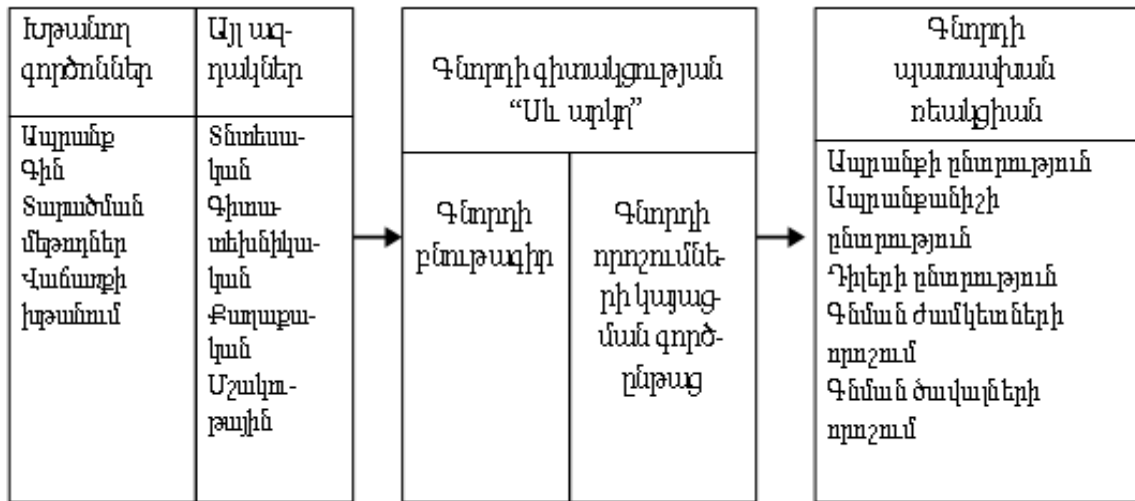 Խթանող
գործոններ
Այլ ազ-
դակներ
Ապրանք
Գին
Տարածման
մեթոդներ
Վաճառքի
խթանում
Տնտեսա-
կան
Գիտա-
տեխնիկա-
կան
Քաղաքա-
կան
Մշակու-
թային
Գնորդի գիտակցության
“Սև արկղ”
Գնորդի
բնութագիր
Գնորդի
որոշումնե-
րի կայաց-
ման գործ-
ընթաց
Գնորդի
պատասխան
ռեակցիան
Ապրանքի ընտրություն
Ապրանքանիշի
ընտրություն
Դիլերի ընտրություն
Գնման ժամկետների
որոշում
Գնման ծավալների
որոշում